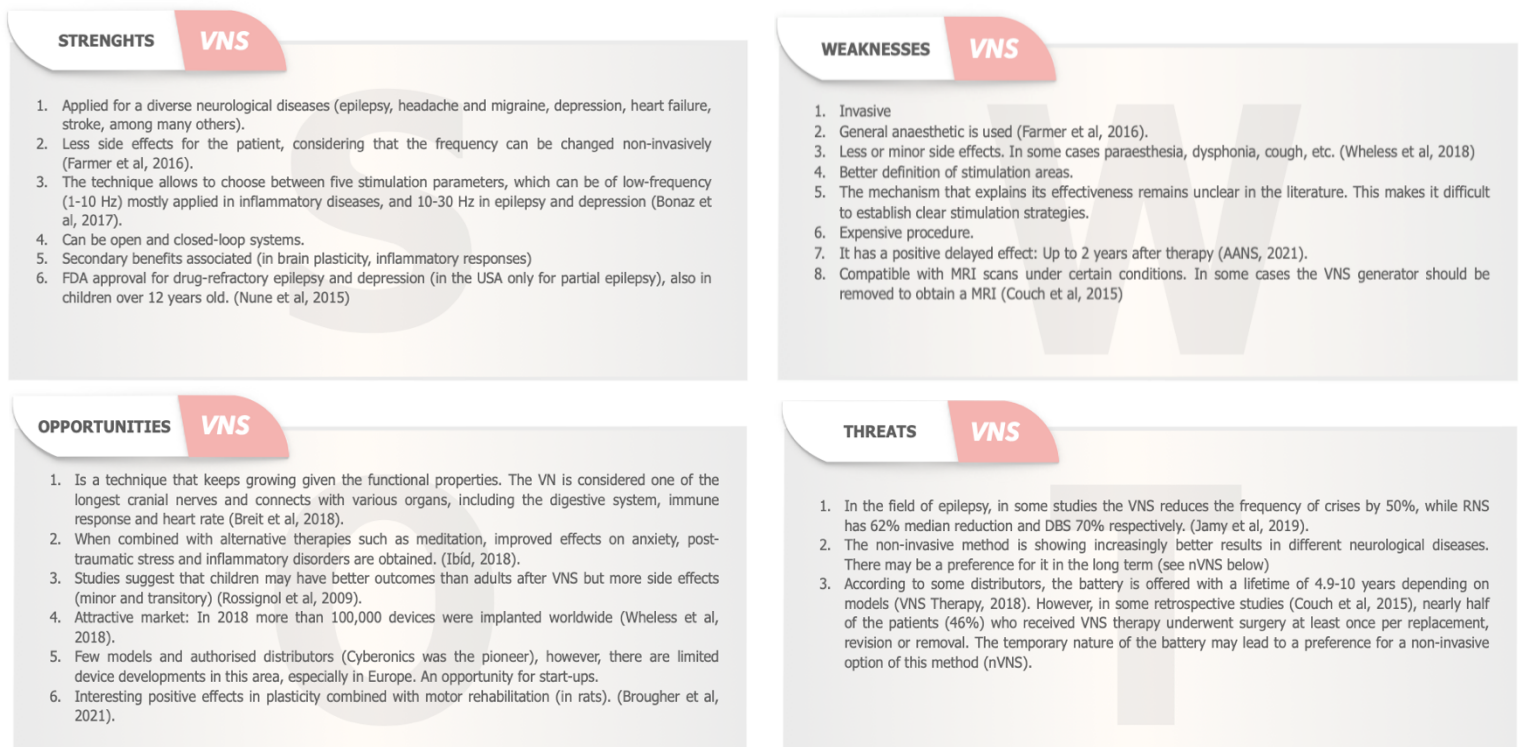 STRENGHTS VNS
1. Applied for a diverse neurological diseases (epilepsy, headache and migraine, depression, heart failure,
stroke, among many others).
2. Less side effects for the patient, considering that the frequency can be changed non-invasively
(Farmer et al, 2016).
3. The technique allows to choose between five stimulation parameters, which can be of low-frequency
(1-10 Hz) mostly applied in inflammatory diseases, and 10-30 Hz in epilepsy and depression (Bonaz et
al, 2017).
4. Can be open and closed-loop systems.
5. Secondary benefits associated (in brain plasticity, inflammatory responses)
6. FDA approval for drug-refractory epilepsy and depression (in the USA only for partial epilepsy), also in
children over 12 years old. (Nune et al, 2015)
S
WEAKNESSES VNS
1. Invasive
2. General anaesthetic is used (Farmer et al, 2016).
3. Less or minor side effects. In some cases paraesthesia, dysphonia, cough, etc. (Wheless et al, 2018)
4. Better definition of stimulation areas.
5. The mechanism that explains its effectiveness remains unclear in the literature. This makes it difficult
to establish clear stimulation strategies.
6. Expensive procedure.
7. It has a positive delayed effect: Up to 2 years after therapy (AANS, 2021).
8. Compatible with MRI scans under certain conditions. In some cases the VNS generator should be
removed to obtain a MRI (Couch et al, 2015)
W
OPPORTUNITIES VNS
1. Is a technique that keeps growing given the functional properties. The VN is considered one of the
longest cranial nerves and connects with various organs, including the digestive system, immune
response and heart rate (Breit et al, 2018).
2. When combined with alternative therapies such as meditation, improved effects on anxiety, post-
traumatic stress and inflammatory disorders are obtained. (Ibíd, 2018).
3. Studies suggest that children may have better outcomes than adults after VNS but more side effects
(minor and transitory) (Rossignol et al, 2009).
4. Attractive market: In 2018 more than 100,000 devices were implanted worldwide (Wheless et al,
2018).
5. Few models and authorised distributors (Cyberonics was the pioneer), however, there are limited
device developments in this area, especially in Europe. An opportunity for start-ups.
6. Interesting positive effects in plasticity combined with motor rehabilitation (in rats). (Brougher et al,
2021).
O
THREATS VNS
1. In the field of epilepsy, in some studies the VNS reduces the frequency of crises by 50%, while RNS
has 62% median reduction and DBS 70% respectively. (Jamy et al, 2019).
2. The non-invasive method is showing increasingly better results in different neurological diseases.
There may be a preference for it in the long term (see nVNS below)
3. According to some distributors, the battery is offered with a lifetime of 4.9-10 years depending on
models (VNS Therapy, 2018). However, in some retrospective studies (Couch et al, 2015), nearly half
of the patients (46%) who received VNS therapy underwent surgery at least once per replacement,
revision or removal. The temporary nature of the battery may lead to a preference for a non-invasive
option of this method (nVNS).
T